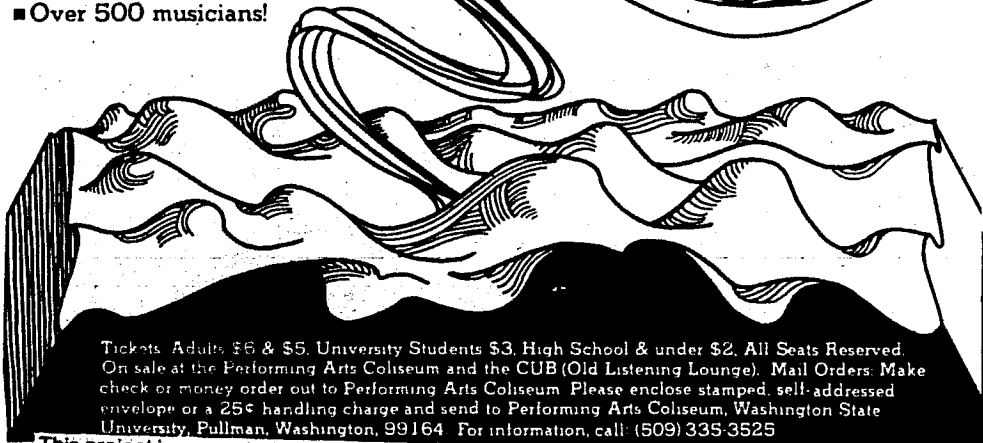 ■Over 500 musicians!
Tickets Adults $6 & $5, University Students $3, High School & under $2, All Seats Reserved.
On sale at the Performing Arts Coliseum and the CUB (Old Listening Lounge). Mail Orders: Make
check or money order out to Performing Arts Coliseum Please enclose stamped, self-addressed
envelope or a 25¢ handling charge and send to Performing Arts Coliseum, Washington State
University, Pullman, Washington, 99164 For information, call: (509) 335-3525
This project